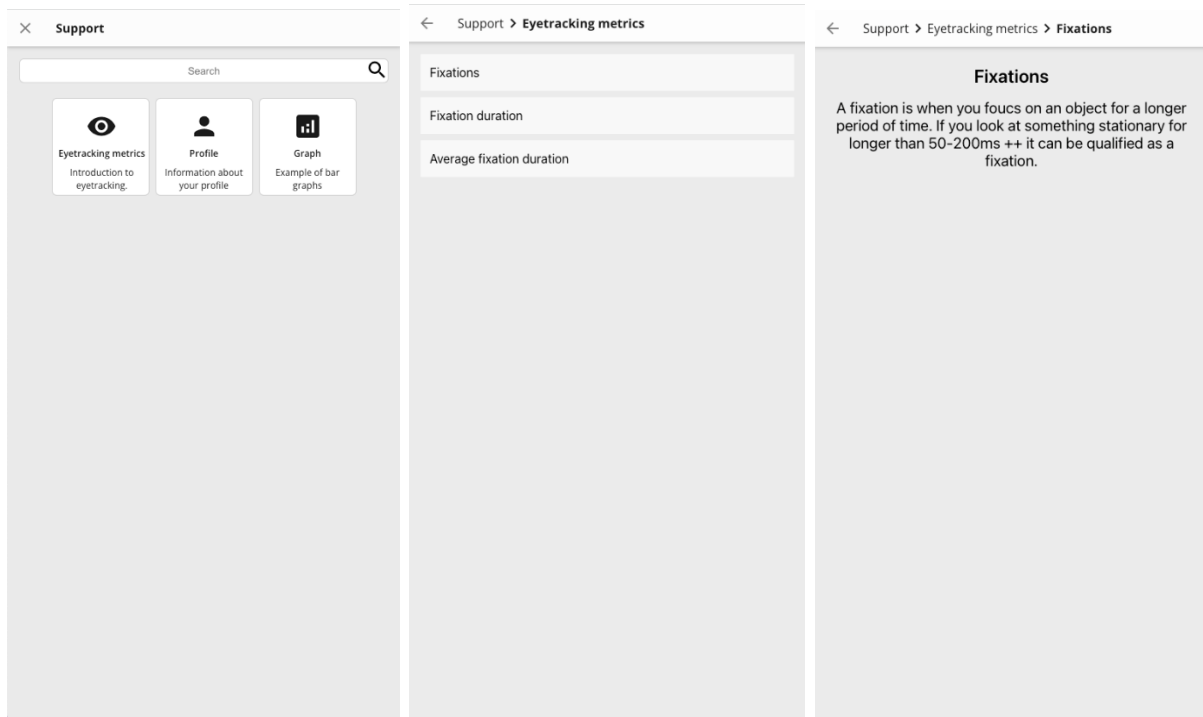 Support
Search
Eyetracking metrics
Introduction to
eyetracking.
Profile
Information about
your profile
Graph
Example of bar
graphs
Support > Eyetracking metrics
Fixations
Fixation duration
Average fixation duration
Support > Eyetracking metrics > Fixations
Fixations
A fixation is when you foucs on an object for a longer
period of time. If you look at something stationary for
longer than 50-200ms ++ it can be qualified as a
fixation.